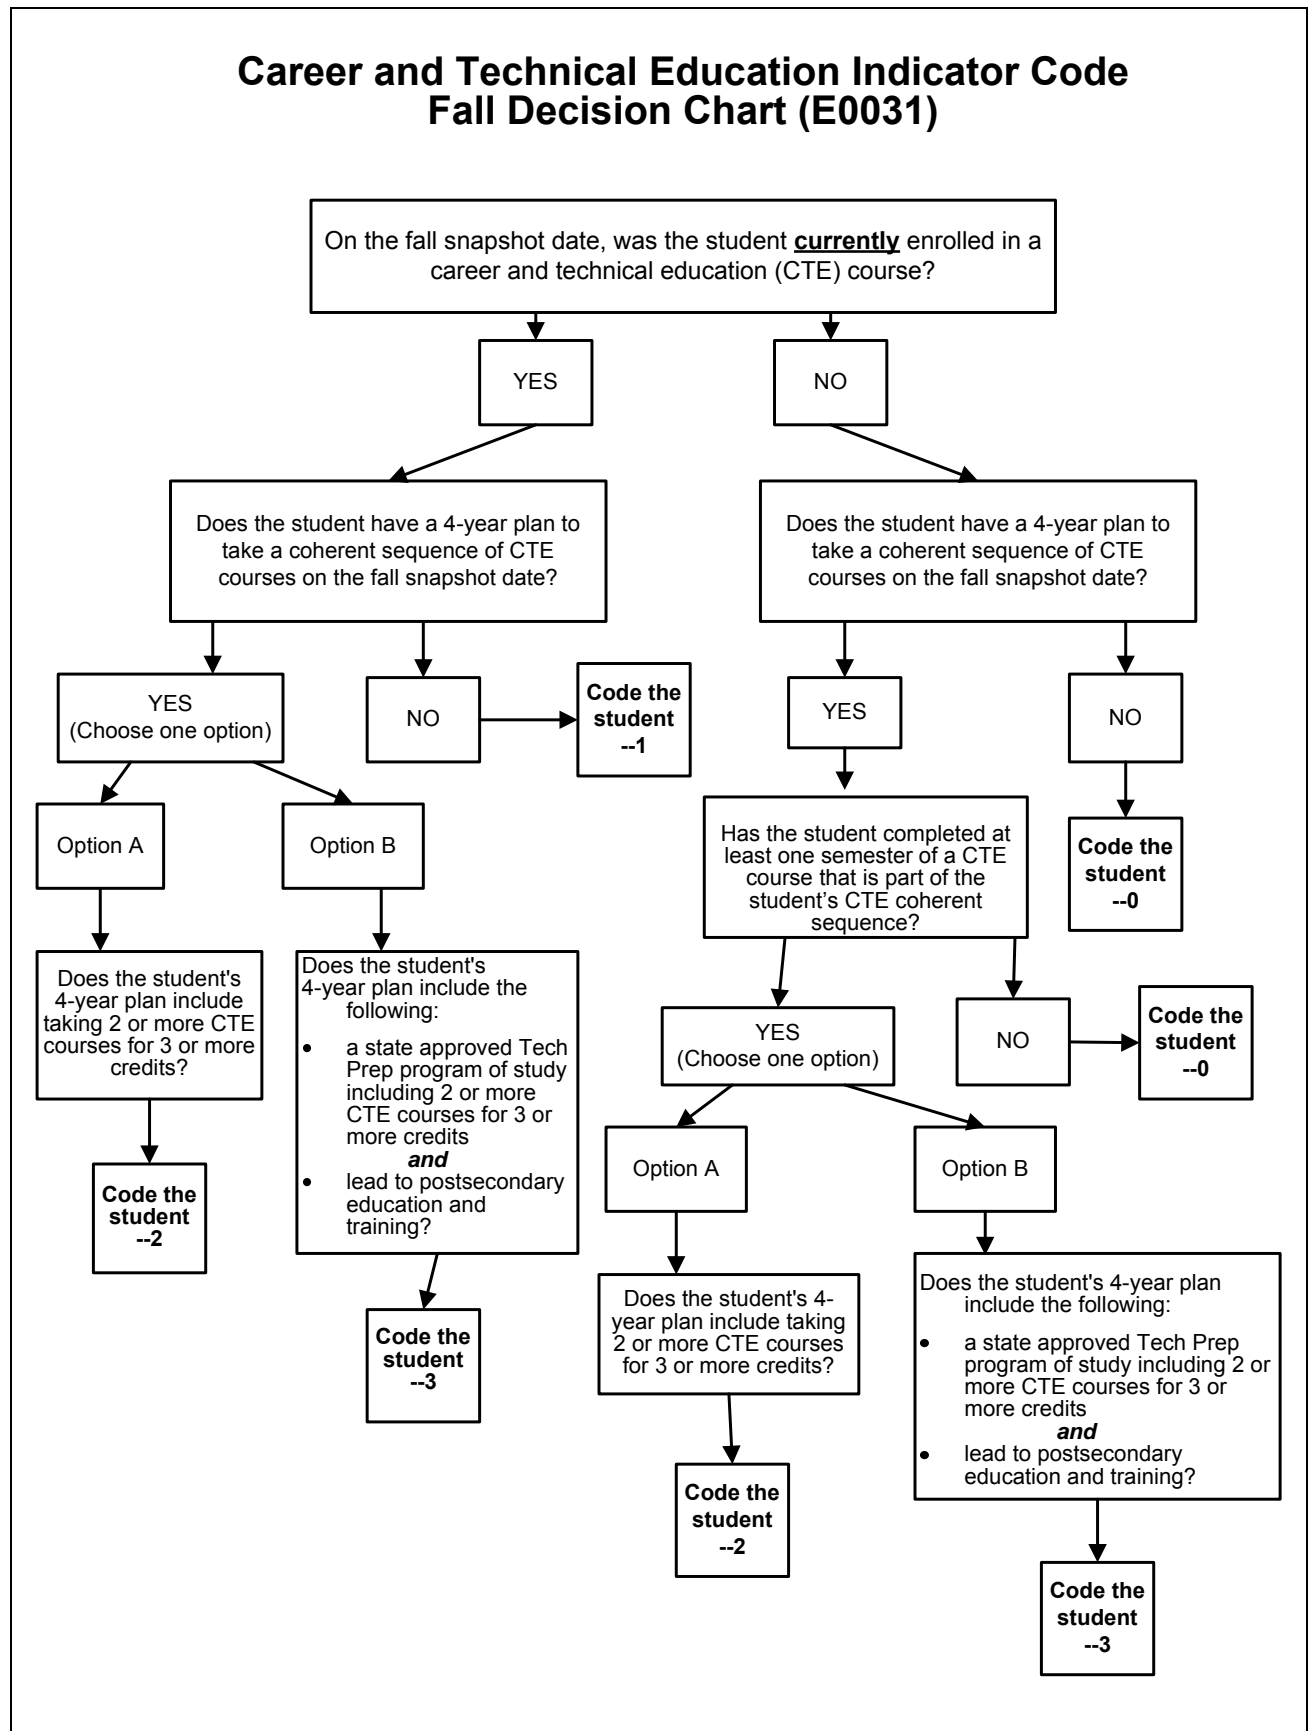 Career and Technical Education Indicator Code
Fall Decision Chart (E0031)
On the fall snapshot date, was the student currently enrolled in a
career and technical education (CTE) course?
YES
NO
Does the student have a 4-year plan to
take a coherent sequence of CTE
courses on the fall snapshot date?
Does the student have a 4-year plan to
take a coherent sequence of CTE
courses on the fall snapshot date?
YES
(Choose one option)
NO
Code the
student
--1
YES
NO
Option A
Option B
Has the student completed at
least one semester of a CTE
course that is part of the
student’s CTE coherent
sequence?
Code the
student
--0
Does the student's
4-year plan include
taking 2 or more CTE
courses for 3 or more
credits?
Does the student's
4-year plan include the
following:
• a state approved Tech
Prep program of study
including 2 or more
CTE courses for 3 or
more credits
and
• lead to postsecondary
education and
training?
YES
(Choose one option)
NO
Code the
student
--0
Code the
student
--2
Option A
Option B
Code the
student
--3
Does the student's 4-
year plan include taking
2 or more CTE courses
for 3 or more credits?
Does the student's 4-year plan
include the following:
• a state approved Tech Prep
program of study including 2 or
more CTE courses for 3 or
more credits
and
• lead to postsecondary
education and training?
Code the
student
--2
Code the
student
--3